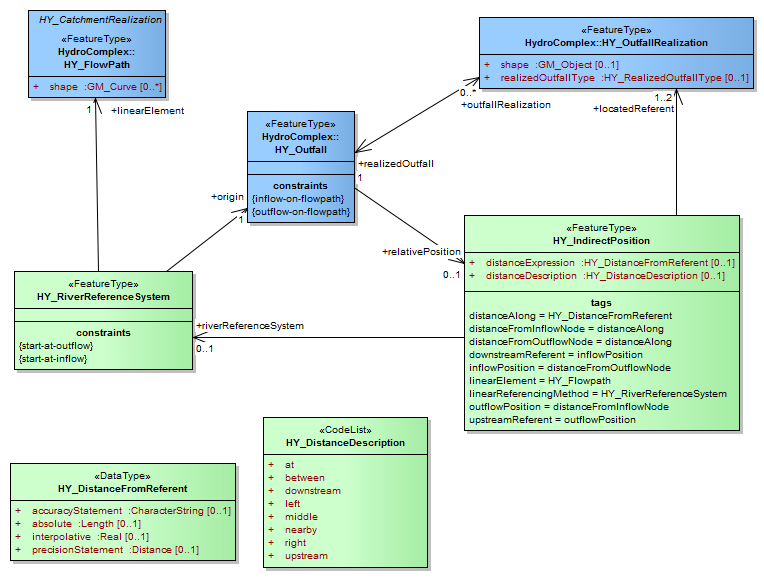 HY_CatchmentRealization
«FeatureType»
HydroComplex::
HY_FlowPath
+ shape :GM_Curve [0..*]
1
+linearElement
«FeatureType»
HydroComplex::HY_OutfallRealization
+ shape :GM_Object [0..1]
+ realizedOutfallType :HY_RealizedOutfallType [0..1]
0..*
+outfallRealization
1..2
+locatedReferent
«FeatureType»
HydroComplex::
HY_Outfall
constraints
{inflow-on-flowpath}
{outflow-on-flowpath}
+realizedOutfall
1
+origin
1
+relativePosition
0..1
«FeatureType»
HY_IndirectPosition
+ distanceExpression :HY_DistanceFromReferent [0..1]
+ distanceDescription :HY_DistanceDescription [0..1]
tags
distanceAlong = HY_DistanceFromReferent
distanceFromInflowNode = distanceAlong
distanceFromOutflowNode = distanceAlong
downstreamReferent = inflowPosition
inflowPosition = distanceFromOutflowNode
linearElement = HY_Flowpath
linearReferencingMethod = HY_RiverReferenceSystem
outflowPosition = distanceFromInflowNode
upstreamReferent = outflowPosition
«FeatureType»
HY_RiverReferenceSystem
constraints
{start-at-outflow}
{start-at-inflow}
+riverReferenceSystem
0..1
«CodeList»
HY_DistanceDescription
+ at
+ between
+ downstream
+ left
+ middle
+ nearby
+ right
+ upstream
«DataType»
HY_DistanceFromReferent
+ accuracyStatement :CharacterString [0..1]
+ absolute :Length [0..1]
+ interpolative :Real [0..1]
+ precisionStatement :Distance [0..1]